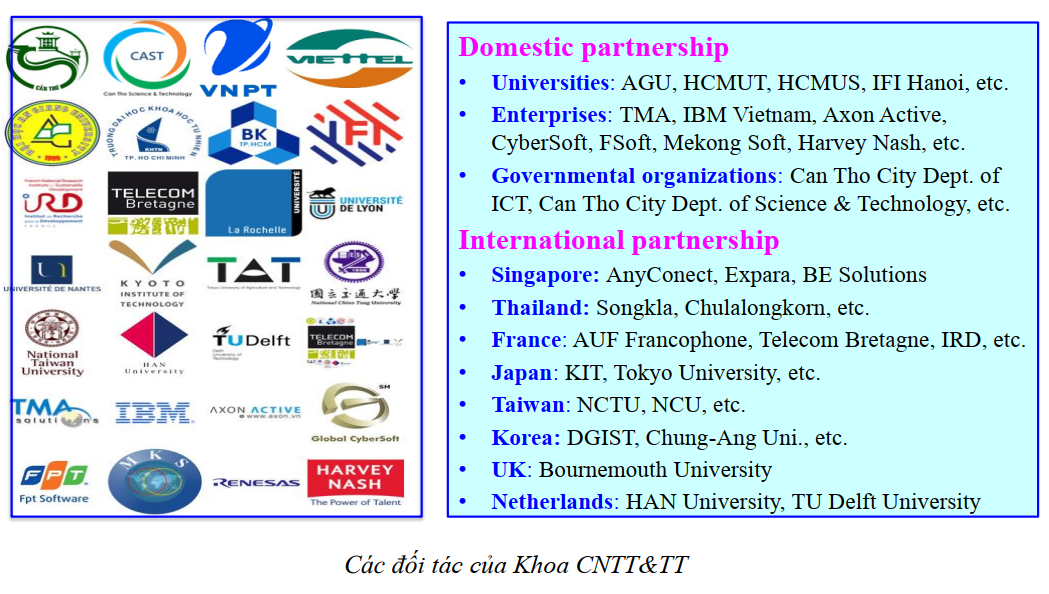 CẦN THƠ
CAST
Can Tho Science & Technology
VNPT
VIETTEL
1999
TRƯỜNG ĐẠI HỌC KHOA HỌC TỰ NHIÊN
KHTN
TP. HỒ CHÍ MINH
BK
TP.HCM
French National Research
Institute for Sustainable
Development
IRD
Institut de Recherche
pour le Développement
FRANCE
TELECOM
Bretagne
UNIVERSITÉ
La Rochelle
UNIVERSITÉ
DE LYON
UNIVERSITÉ DE NANTES
KYOTO
INSTITUTE OF
TECHNOLOGY
TAT
Tokyo University of Agriculture and Technology
1896
國立交通大學
National Chiao Tung University
National
Taiwan
University
HAN
University
TUDelft
Delft
University of
Technology
TELECOM
Bretagne
TMA
solutions
IBM
AXON ACTIVE
www.axon.vn
SM
Global CyberSoft
FPT
Fpt Software
MKS
RENESAS
HARVEY
NASH
The Power of Talent
Domestic partnership
• Universities: AGU, HCMUT, HCMUS, IFI Hanoi, etc.
• Enterprises: TMA, IBM Vietnam, Axon Active,
CyberSoft, FSoft, Mekong Soft, Harvey Nash, etc.
• Governmental organizations: Can Tho City Dept. of
ICT, Can Tho City Dept. of Science & Technology, etc.
International partnership
• Singapore: AnyConect, Expara, BE Solutions
• Thailand: Songkla, Chulalongkorn, etc.
• France: AUF Francophone, Telecom Bretagne, IRD, etc.
• Japan: KIT, Tokyo University, etc.
• Taiwan: NCTU, NCU, etc.
• Korea: DGIST, Chung-Ang Uni., etc.
• UK: Bournemouth University
• Netherlands: HAN University, TU Delft University
Các đối tác của Khoa CNTT&TT